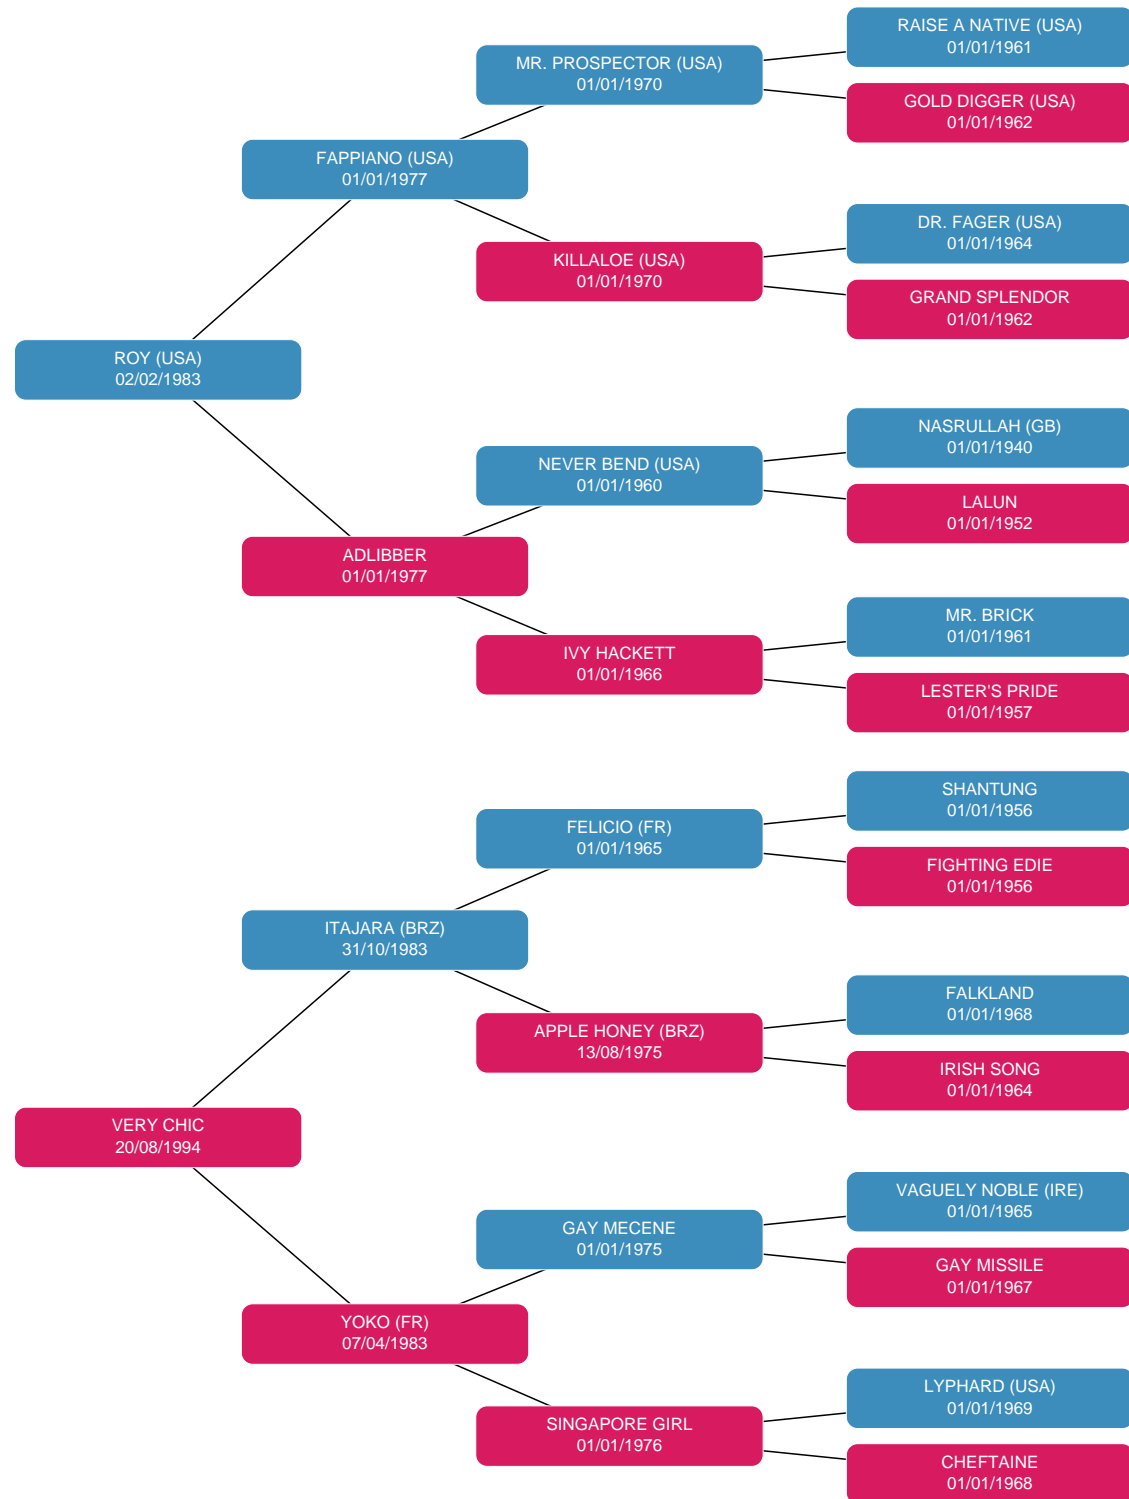 RAISE A NATIVE (USA)
01/01/1961
MR. PROSPECTOR (USA)
01/01/1970
GOLD DIGGER (USA)
01/01/1962
FAPPIANO (USA)
01/01/1977
DR. FAGER (USA)
01/01/1964
KILLALOE (USA)
01/01/1970
GRAND SPLENDOR
01/01/1962
ROY (USA)
02/02/1983
NASRULLAH (GB)
01/01/1940
NEVER BEND (USA)
01/01/1960
LALUN
01/01/1952
ADLIBBER
01/01/1977
MR. BRICK
01/01/1961
IVY HACKETT
01/01/1966
LESTER'S PRIDE
01/01/1957
SHANTUNG
01/01/1956
FELICIO (FR)
01/01/1965
FIGHTING EDIE
01/01/1956
ITAJARA (BRZ)
31/10/1983
FALKLAND
01/01/1968
APPLE HONEY (BRZ)
13/08/1975
IRISH SONG
01/01/1964
VERY CHIC
20/08/1994
VAGUELY NOBLE (IRE)
01/01/1965
GAY MECENE
01/01/1975
GAY MISSILE
01/01/1967
YOKO (FR)
07/04/1983
LYPHARD (USA)
01/01/1969
SINGAPORE GIRL
01/01/1976
CHEFTAINE
01/01/1968